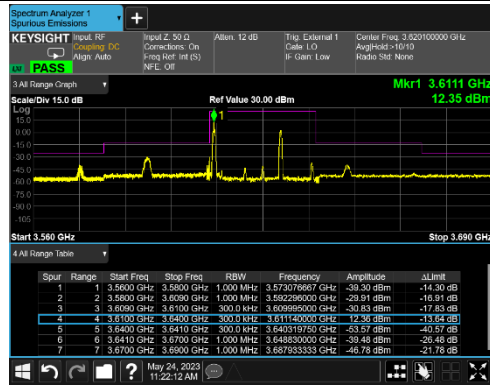 Spectrum Analyzer 1
Spurious Emissions
+
KEYSIGHT Input: RF Input Z: 50 Ω Atten: 12 dB Trig: External 1 Center Freq: 3.620100000 GHz
Coupling: DC Corrections: On Gate: LO Avg|Hold:>10/10
Align: Auto Freq Ref: Int (S) IF Gain: Low Radio Std: None
NFE: Off
LW PASS
3 All Range Graph Mkr1 3.6111 GHz
Scale/Div 15.0 dB Ref Value 30.00 dBm 12.35 dBm
Log
1
15.0
0.00
-15.0
-30.0
-45.0
-60.0
-75.0
-90.0
-105
Start 3.560 GHz Stop 3.690 GHz
4 All Range Table
Spur Range Start Freq Stop Freq RBW Frequency Amplitude ΔLimit
1 1 3.5600 GHz 3.5800 GHz 1.000 MHz 3.573076667 GHz -39.30 dBm -14.30 dB
2 2 3.5800 GHz 3.6090 GHz 1.000 MHz 3.592296000 GHz -29.91 dBm -16.91 dB
3 3 3.6090 GHz 3.6100 GHz 300.0 kHz 3.609995000 GHz -30.83 dBm -17.83 dB
4 4 3.6100 GHz 3.6400 GHz 300.0 kHz 3.611140000 GHz 12.36 dBm -13.64 dB
5 5 3.6400 GHz 3.6410 GHz 300.0 kHz 3.640319750 GHz -53.57 dBm -40.57 dB
6 6 3.6410 GHz 3.6700 GHz 1.000 MHz 3.648830000 GHz -39.48 dBm -26.48 dB
7 7 3.6700 GHz 3.6900 GHz 1.000 MHz 3.687933333 GHz -46.78 dBm -21.78 dB
? May 24, 2023
11:22:12 AM